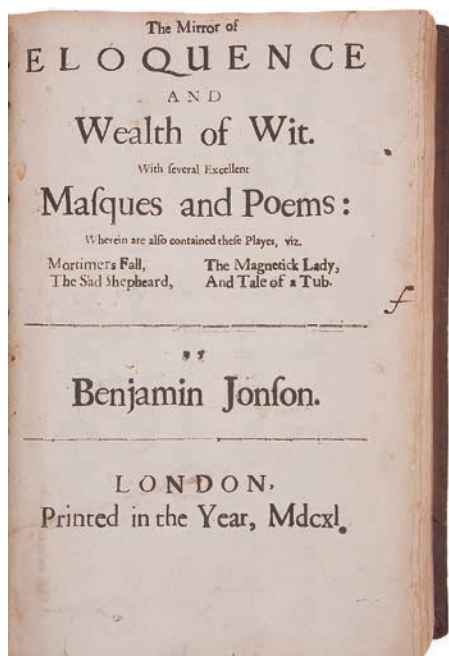 The Mirror of
ELOQUENCE
AND
Wealth of Wit.
With ſeveral Excellent
Maſques and Poems:
Wherein are alſo contained theſe Playes, viz.
Mortimers Fall,
The Sad Shepheard,
The Magnetick Lady,
And Tale of a Tub.
f
BY
Benjamin Jonſon.
LONDON,
Printed in the Year, Mdcxl.